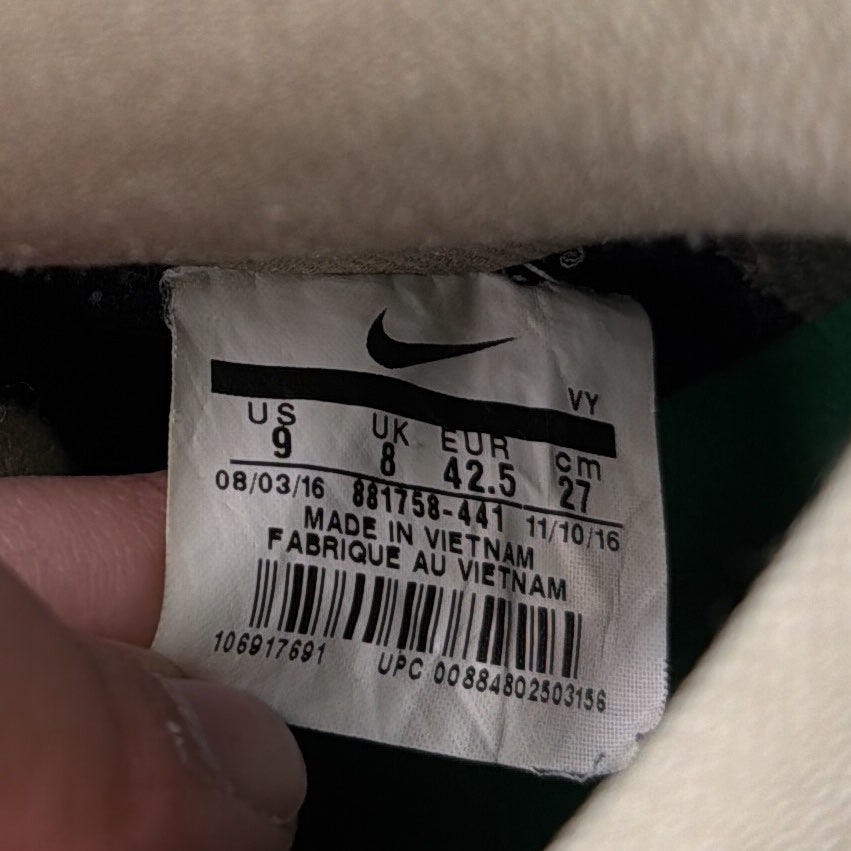 VY
US UK EUR cm
9 8 42.5 27
08/03/16 881758-441 11/10/16
MADE IN VIETNAM
FABRIQUE AU VIETNAM
106917691 UPC 00884802503156